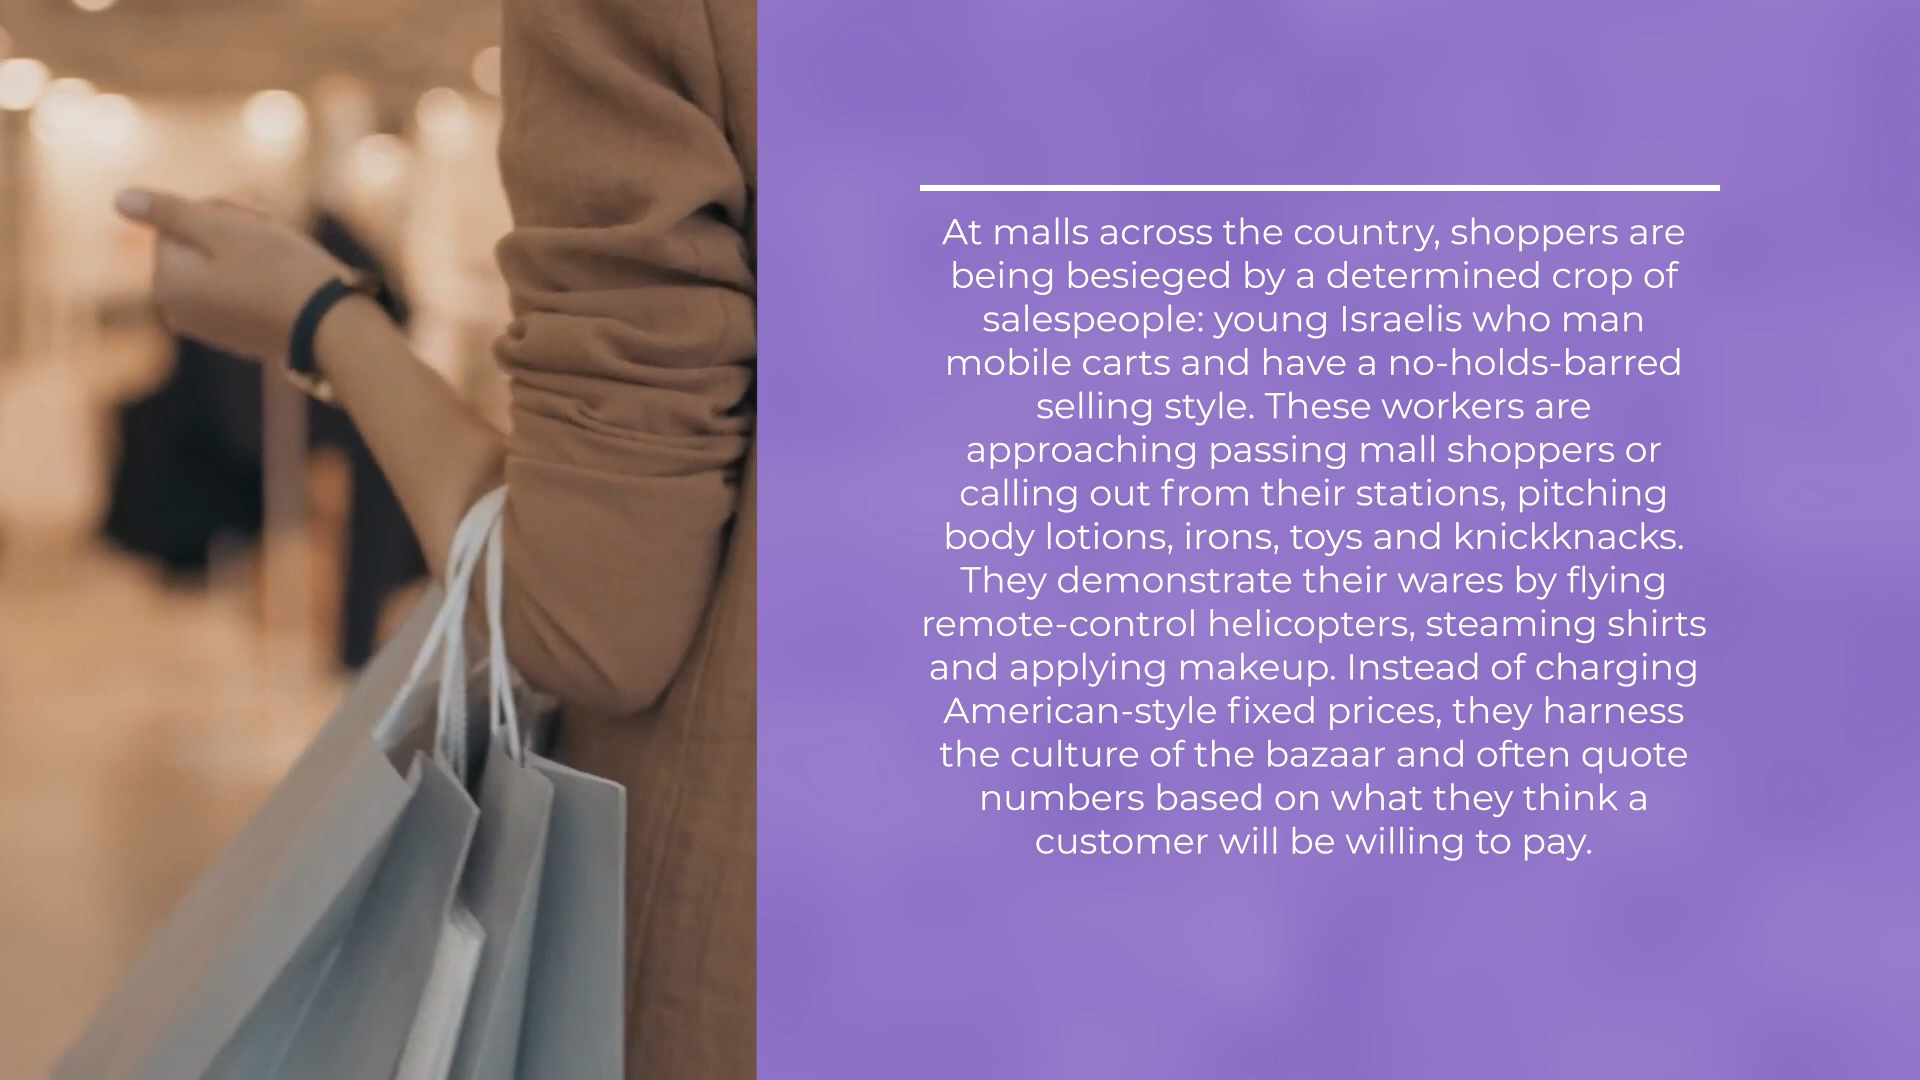 At malls across the country, shoppers are
being besieged by a determined crop of
salespeople: young Israelis who man
mobile carts and have a no-holds-barred
selling style. These workers are
approaching passing mall shoppers or
calling out from their stations, pitching
body lotions, irons, toys and knickknacks.
They demonstrate their wares by flying
remote-control helicopters, steaming shirts
and applying makeup. Instead of charging
American-style fixed prices, they harness
the culture of the bazaar and often quote
numbers based on what they think a
customer will be willing to pay.